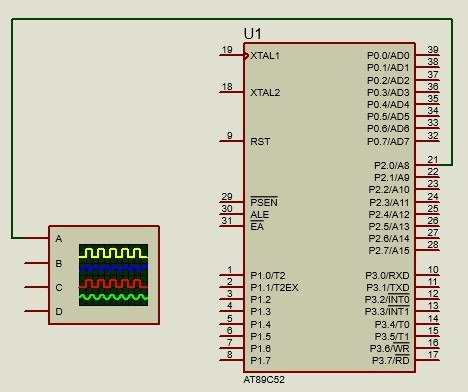 U1
19 XTAL1 P0.0/AD0 39
P0.1/AD1 38
P0.2/AD2 37
18 XTAL2 P0.3/AD3 36
P0.4/AD4 35
P0.5/AD5 34
P0.6/AD6 33
9 RST P0.7/AD7 32
P2.0/A8 21
P2.1/A9 22
P2.2/A10 23
29 PSEN P2.3/A11 24
30 ALE P2.4/A12 25
31 EA P2.5/A13 26
P2.6/A14 27
P2.7/A15 28
A
B
C
D
1 P1.0/T2 P3.0/RXD 10
2 P1.1/T2EX P3.1/TXD 11
3 P1.2 P3.2/INT0 12
4 P1.3 P3.3/INT1 13
5 P1.4 P3.4/T0 14
6 P1.5 P3.5/T1 15
7 P1.6 P3.6/WR 16
8 P1.7 P3.7/RD 17
AT89C52